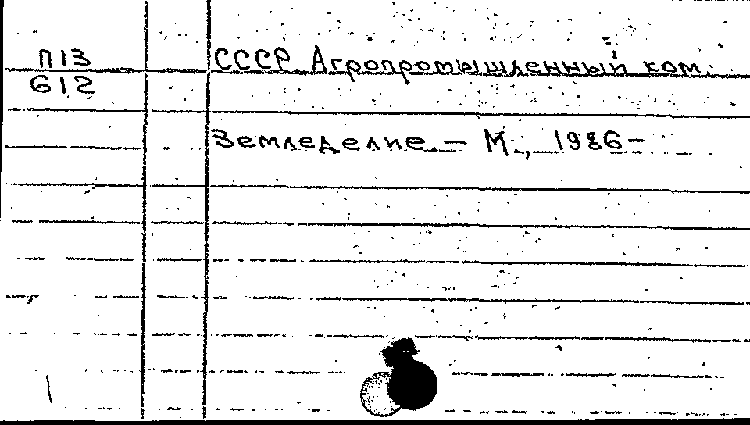 П13
612
СССР Агропромышленный ком.
Земледелие. — М., 1986–